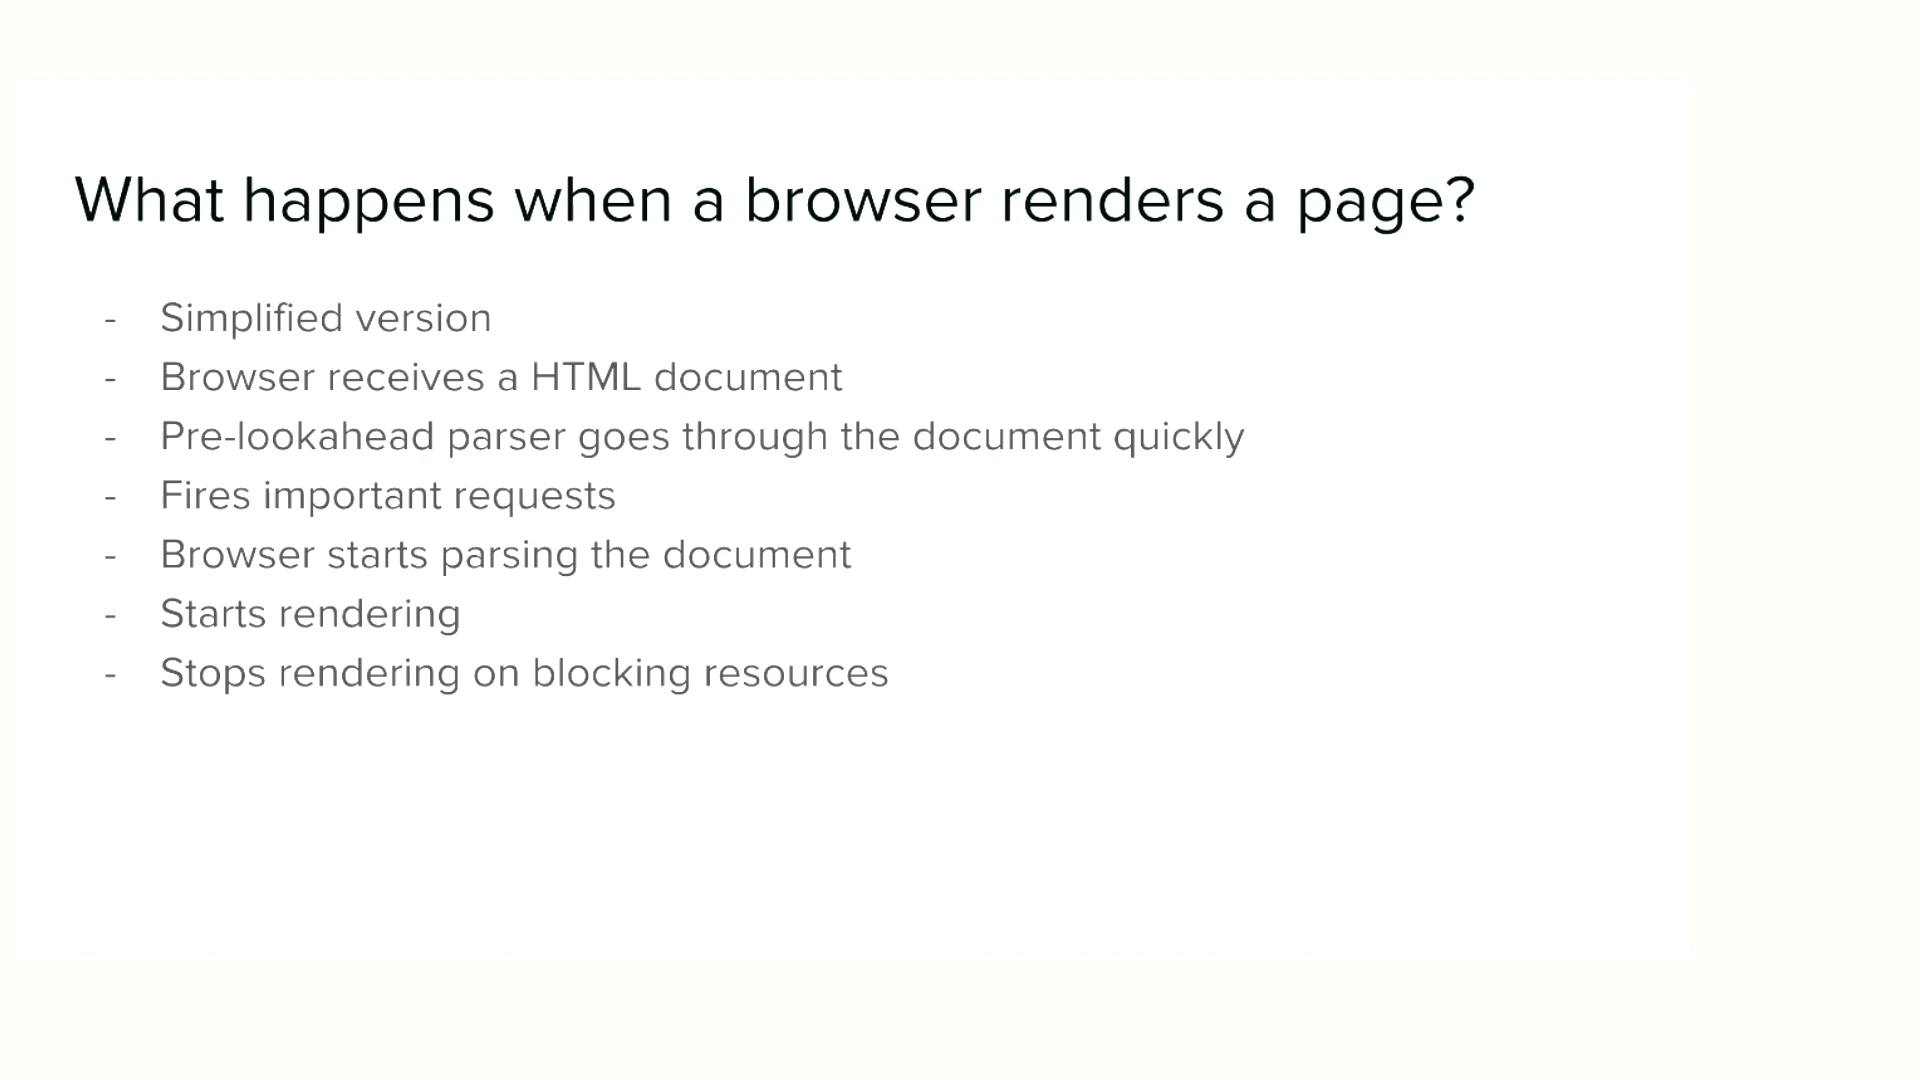 What happens when a browser renders a page?
- Simplified version
- Browser receives a HTML document
- Pre-lookahead parser goes through the document quickly
- Fires important requests
- Browser starts parsing the document
- Starts rendering
- Stops rendering on blocking resources